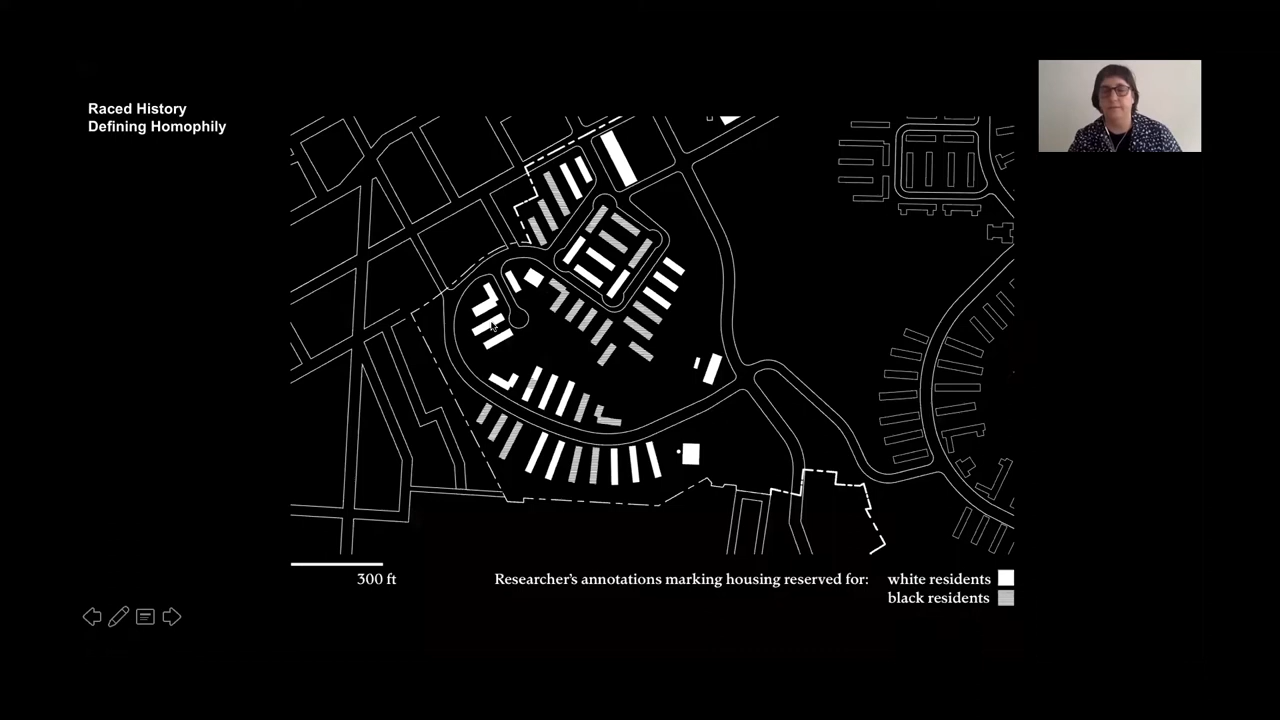 Raced History
Defining Homophily
300 ft
Researcher's annotations marking housing reserved for:
white residents
black residents